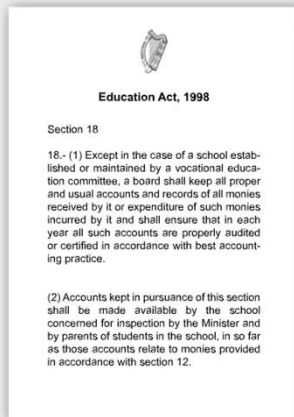 Education Act, 1998
Section 18
18.- (1) Except in the case of a school estab-
lished or maintained by a vocational educa-
tion committee, a board shall keep all proper
and usual accounts and records of all monies
received by it or expenditure of such monies
incurred by it and shall ensure that in each
year all such accounts are properly audited
or certified in accordance with best account-
ing practice.
(2) Accounts kept in pursuance of this section
shall be made available by the school
concerned for inspection by the Minister and
by parents of students in the school, in so far
as those accounts relate to monies provided
in accordance with section 12.